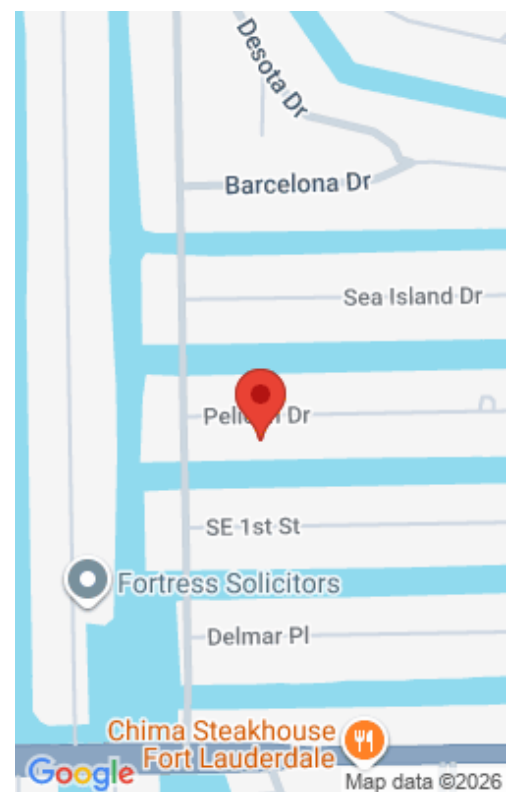 Desota Dr
Barcelona Dr
Sea Island Dr
Dr
SE 1st St
Fortress Solicitors
Delmar Pl
Chima Steakhouse
Fort Lauderdale
Google
Map data ©2026